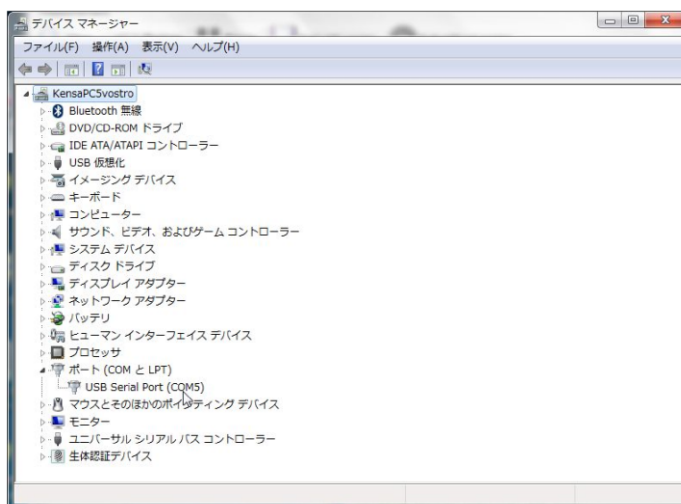 デバイス マネージャー
ファイル(F) 操作(A) 表示(V) ヘルプ(H)
KensaPC5vostro
Bluetooth 無線
DVD/CD-ROM ドライブ
IDE ATA/ATAPI コントローラー
USB 仮想化
イメージング デバイス
キーボード
コンピューター
サウンド、ビデオ、およびゲーム コントローラー
システム デバイス
ディスク ドライブ
ディスプレイ アダプター
ネットワーク アダプター
バッテリ
ヒューマン インターフェイス デバイス
プロセッサ
ポート (COM と LPT)
USB Serial Port (COM5)
マウスとそのほかのポインティング デバイス
モニター
ユニバーサル シリアル バス コントローラー
生体認証デバイス